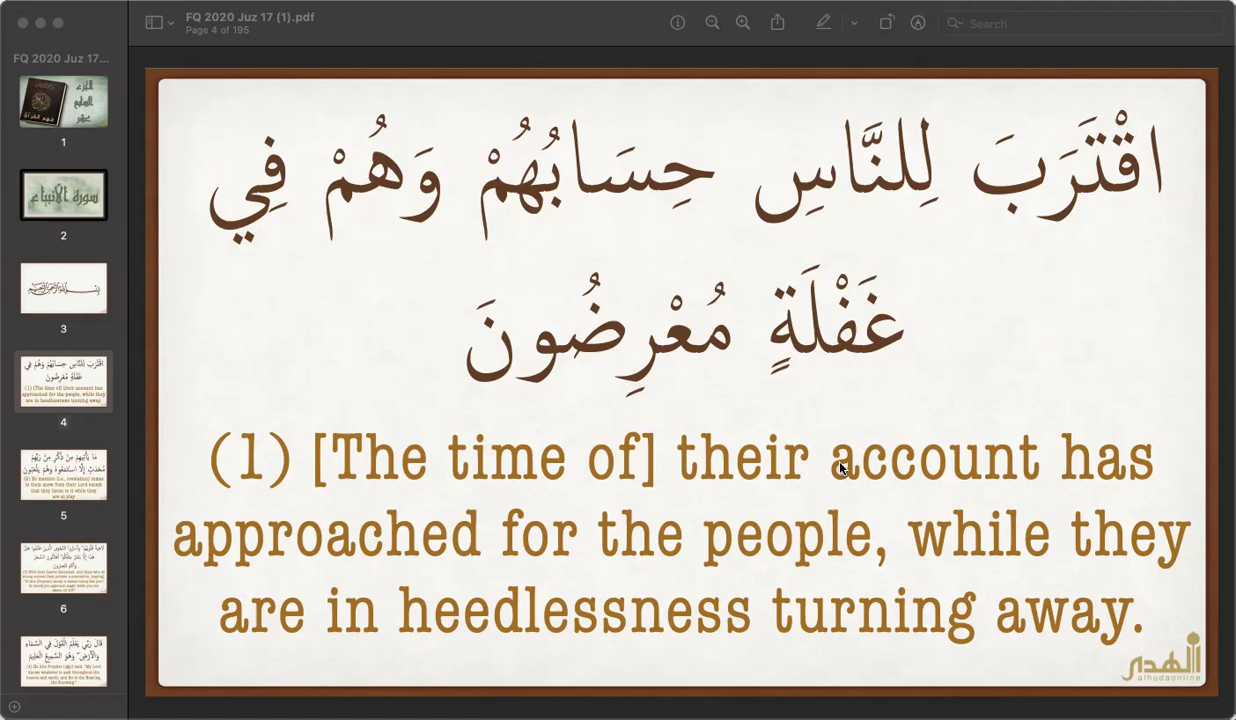 FQ 2020 Juz 17 (1).pdf
Page 4 of 195
Search
FQ 2020 Juz 17...
1
سورة الأنبياء
2
3
4
5
6
اقْتَرَبَ لِلنَّاسِ حِسَابُهُمْ وَهُمْ فِي
غَفْلَةٍ مُعْرِضُونَ
(1) [The time of] their account has
approached for the people, while they
are in heedlessness turning away.
الهدى
alhudaonline